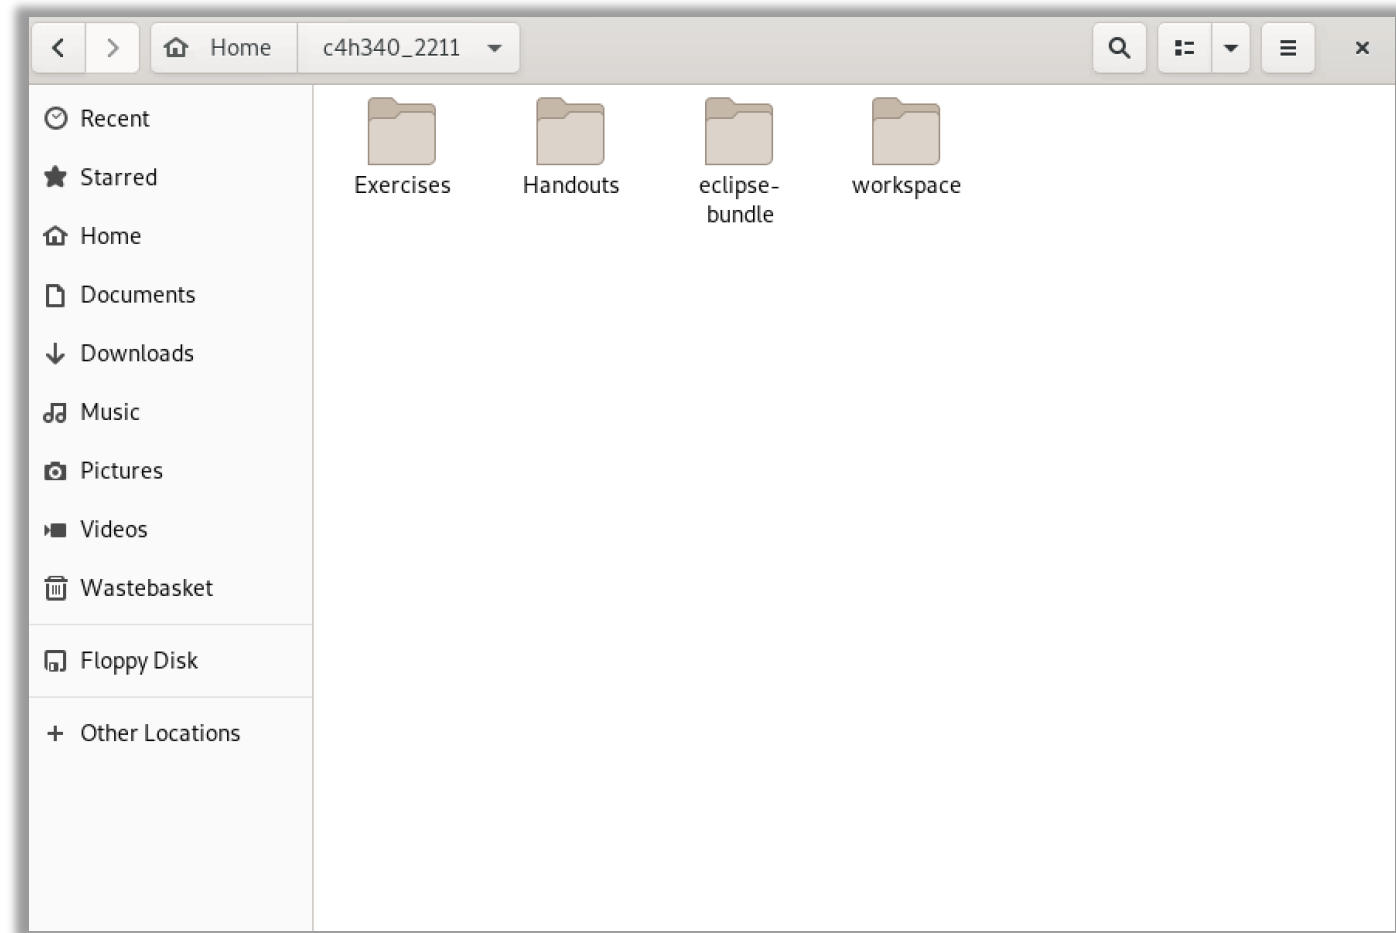 Home c4h340_2211
Recent
Starred
Home
Documents
Downloads
Music
Pictures
Videos
Wastebasket
Floppy Disk
Other Locations
Exercises Handouts eclipse- workspace
bundle